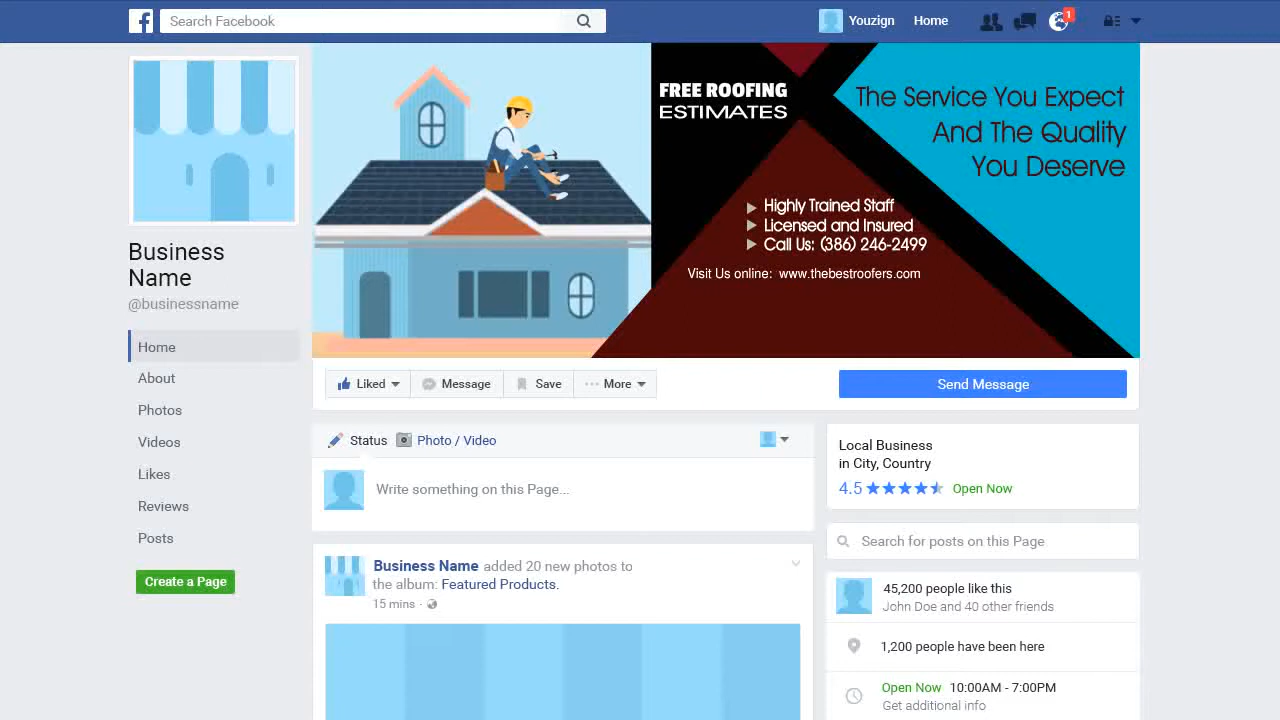 f
Search Facebook
Youzign
Home
1
FREE ROOFING
ESTIMATES
The Service You Expect
And The Quality
You Deserve
Highly Trained Staff
Licensed and Insured
Call Us: (386) 246-2499
Visit Us online: www.thebestroofers.com
Business
Name
@businessname
Home
About
Photos
Videos
Likes
Reviews
Posts
Create a Page
Liked
Message
Save
More
Send Message
Status
Photo / Video
Write something on this Page...
Business Name added 20 new photos to
the album: Featured Products.
15 mins ·
Local Business
in City, Country
4.5
Open Now
Search for posts on this Page
45,200 people like this
John Doe and 40 other friends
1,200 people have been here
Open Now 10:00AM - 7:00PM
Get additional info